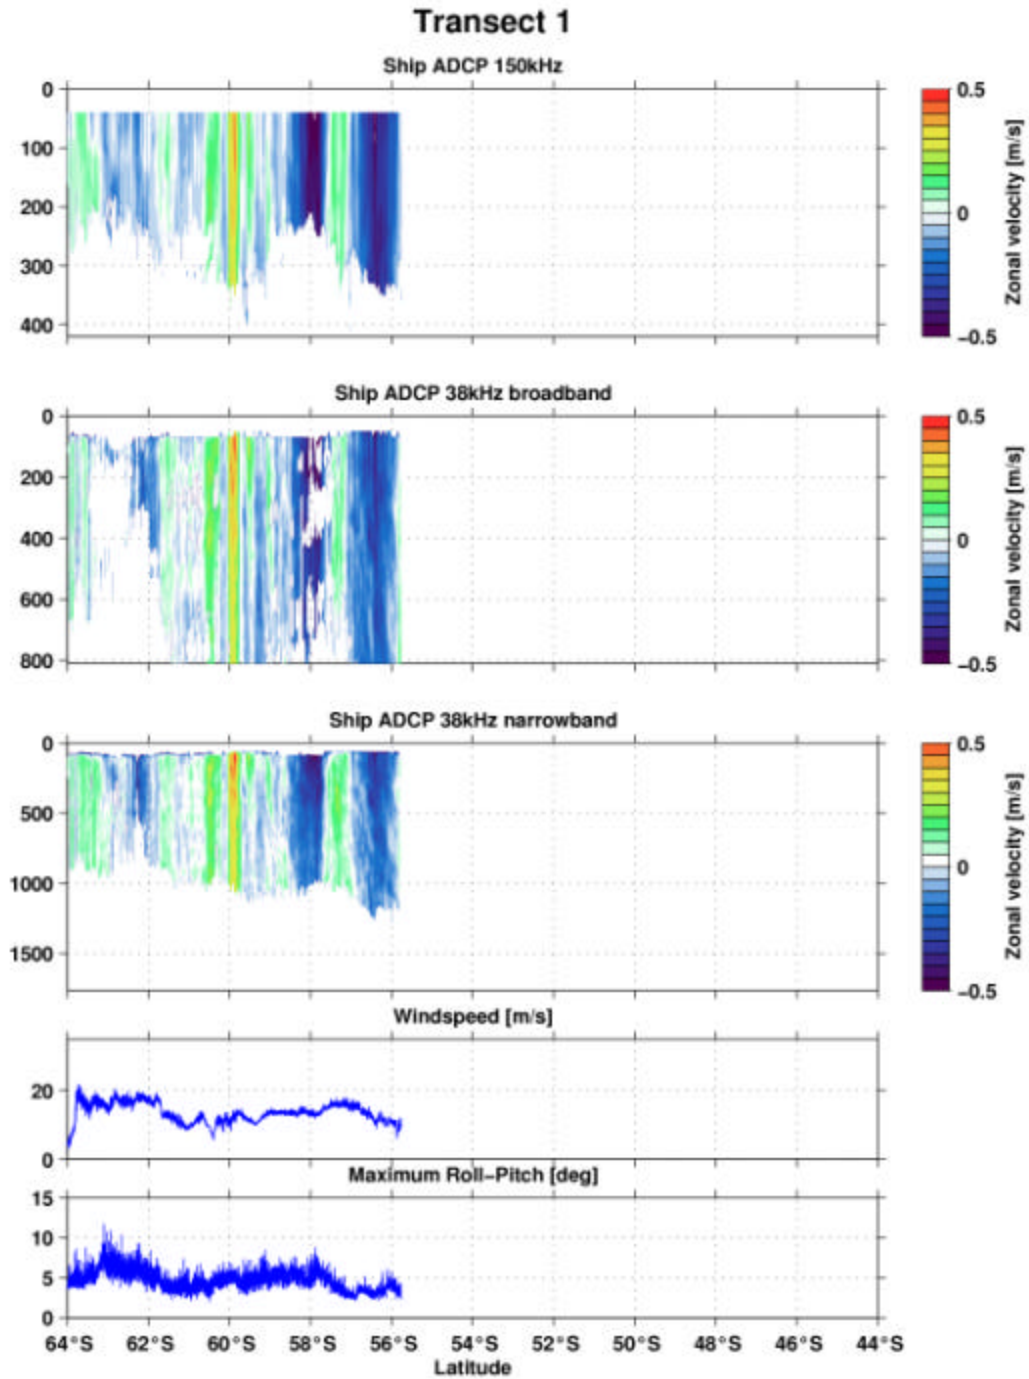 Transect 1
Ship ADCP 150kHz
0
100
200
300
400
0.5
0
−0.5
Zonal velocity [m/s]
Ship ADCP 38kHz broadband
0
200
400
600
800
0.5
0
−0.5
Zonal velocity [m/s]
Ship ADCP 38kHz narrowband
0
500
1000
1500
0.5
0
−0.5
Zonal velocity [m/s]
Windspeed [m/s]
20
0
Maximum Roll−Pitch [deg]
15
10
5
0
64°S 62°S 60°S 58°S 56°S 54°S 52°S 50°S 48°S 46°S 44°S
Latitude